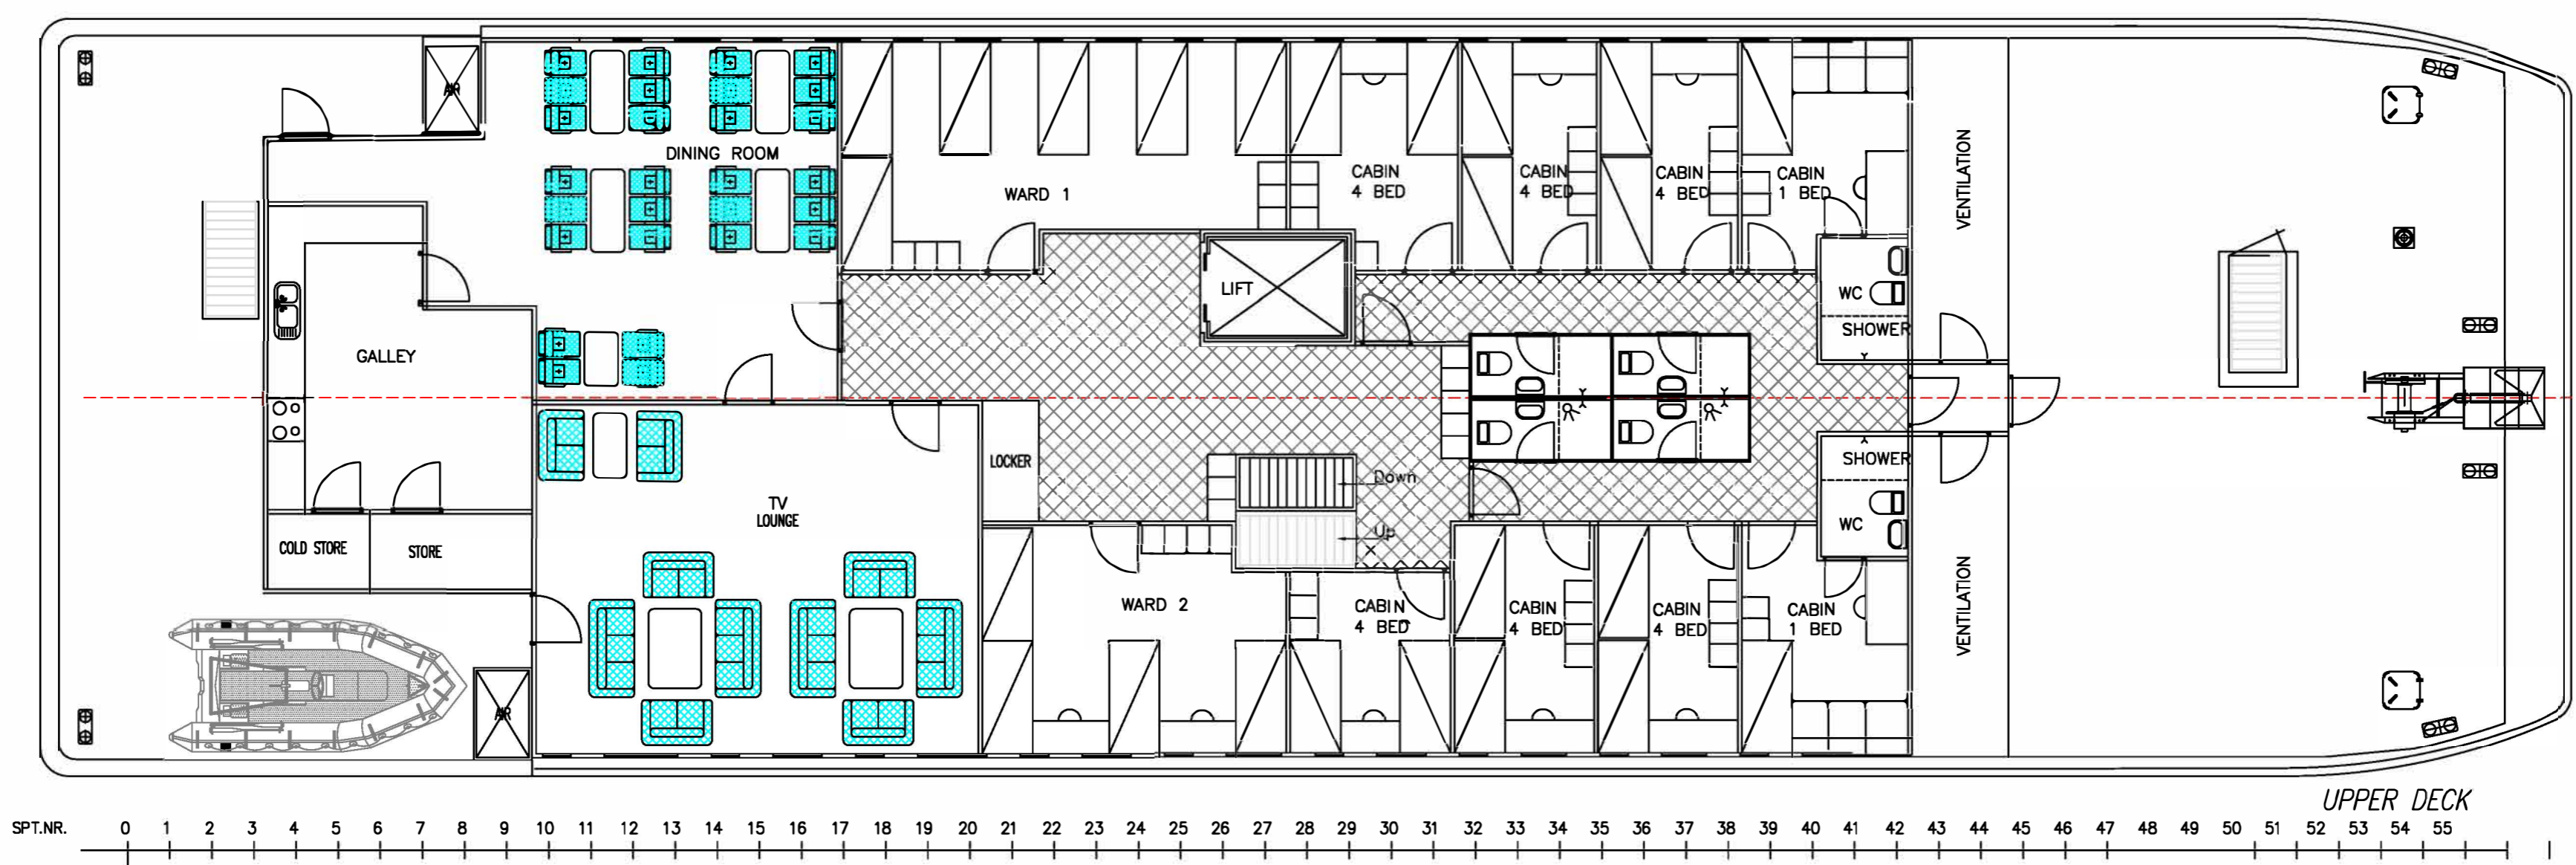 AIR
DINING ROOM
WARD 1
CABIN
4 BED
CABIN
4 BED
CABIN
4 BED
CABIN
1 BED
VENTILATION
LIFT
WC
SHOWER
GALLEY
LOCKER
Down
Up
SHOWER
WC
TV
LOUNGE
COLD STORE
STORE
WARD 2
CABIN
4 BED
CABIN
4 BED
CABIN
4 BED
CABIN
1 BED
VENTILATION
AIR
UPPER DECK
SPT.NR. 0 1 2 3 4 5 6 7 8 9 10 11 12 13 14 15 16 17 18 19 20 21 22 23 24 25 26 27 28 29 30 31 32 33 34 35 36 37 38 39 40 41 42 43 44 45 46 47 48 49 50 51 52 53 54 55